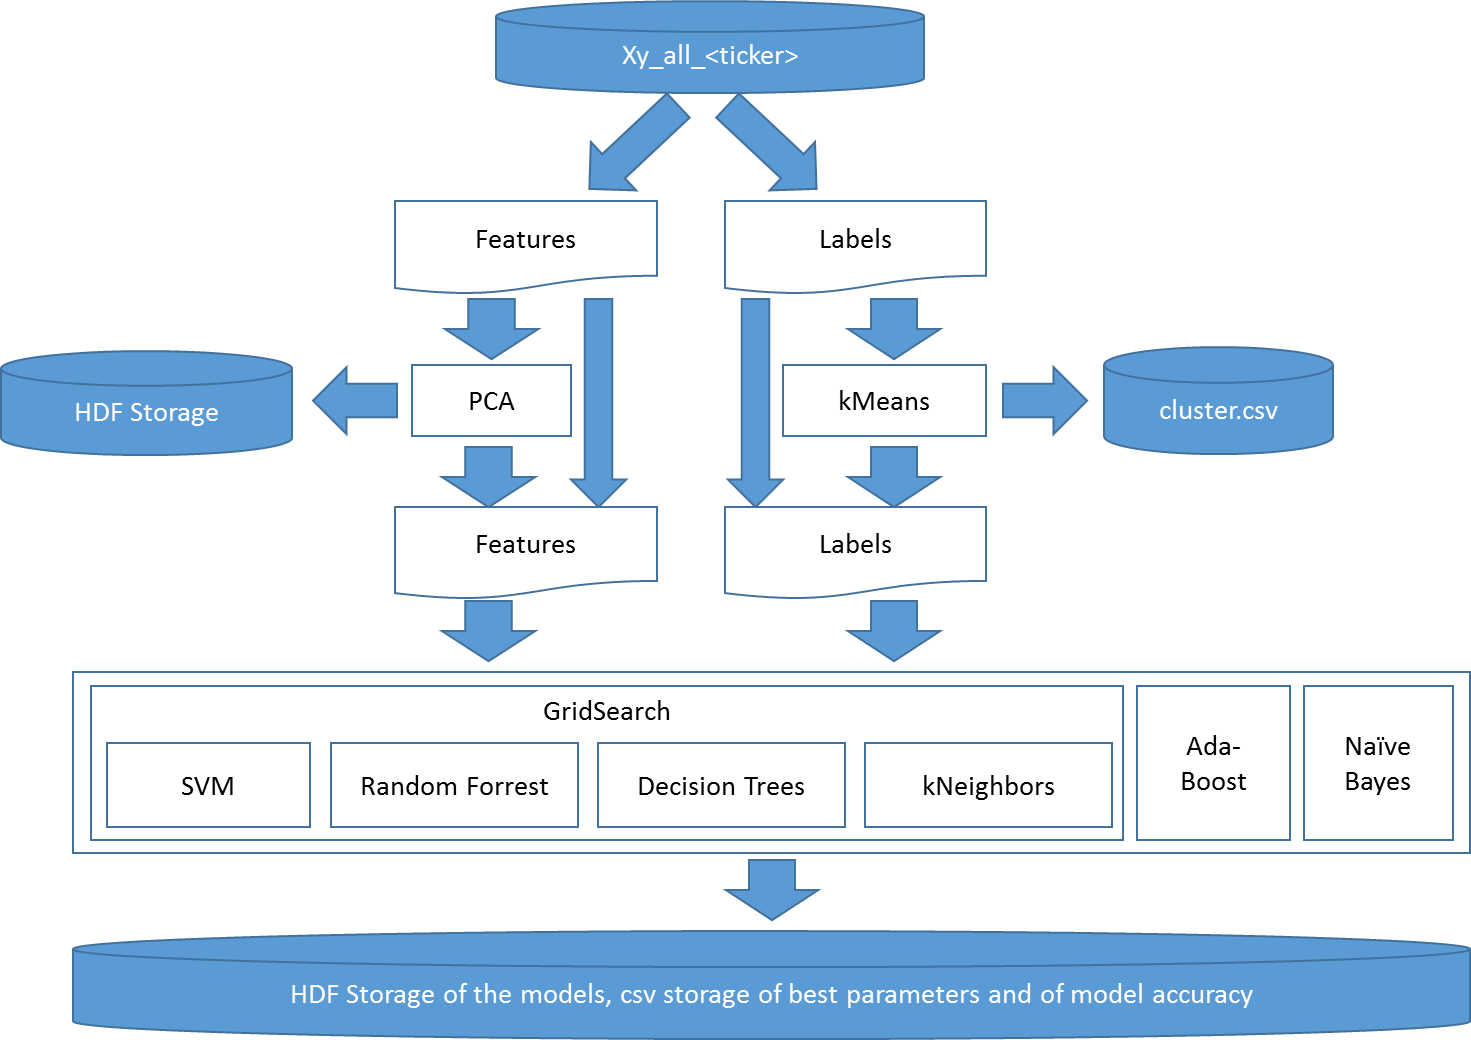 Xy_all_<ticker>
Features
Labels
HDF Storage
PCA
kMeans
cluster.csv
Features
Labels
GridSearch
SVM
Random Forrest
Decision Trees
kNeighbors
Ada-
Boost
Naïve
Bayes
HDF Storage of the models, csv storage of best parameters and of model accuracy